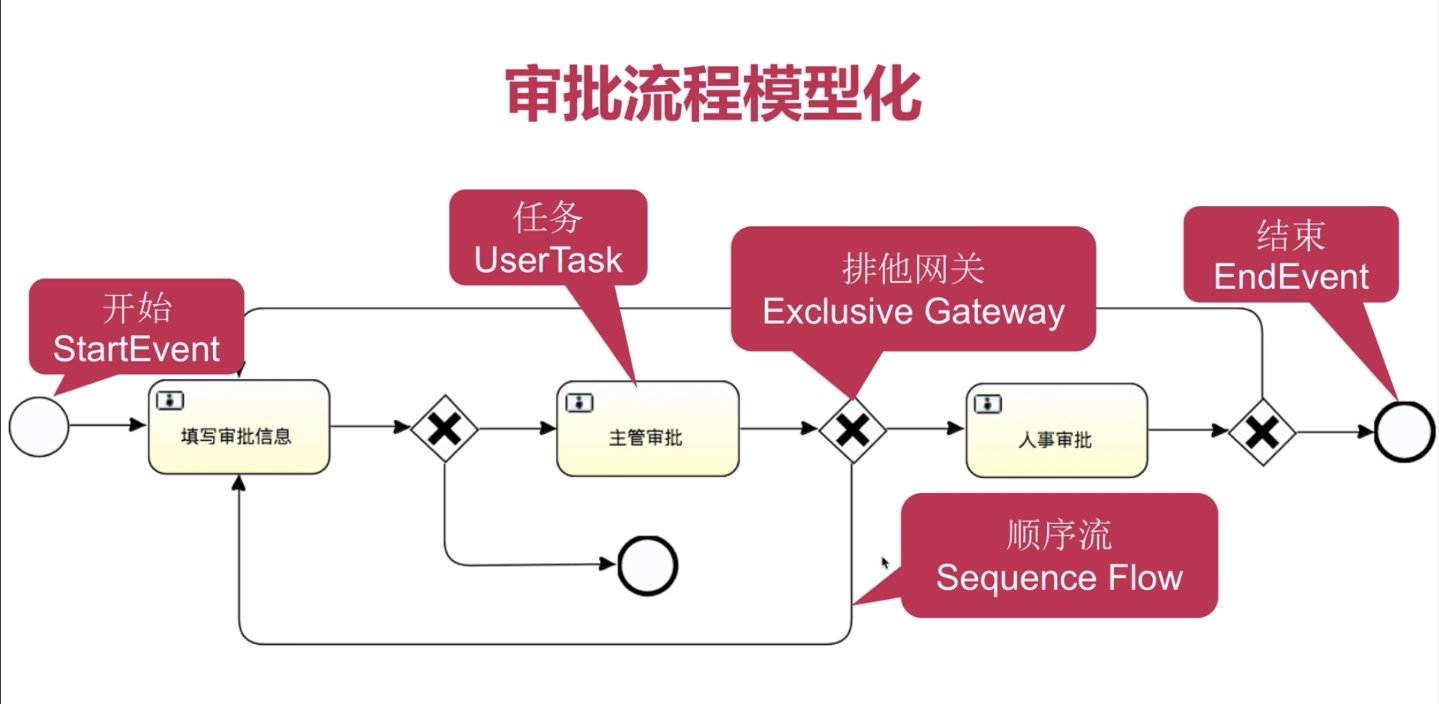 审批流程模型化
任务
UserTask
结束
EndEvent
排他网关
Exclusive Gateway
开始
StartEvent
填写审批信息
主管审批
人事审批
顺序流
Sequence Flow